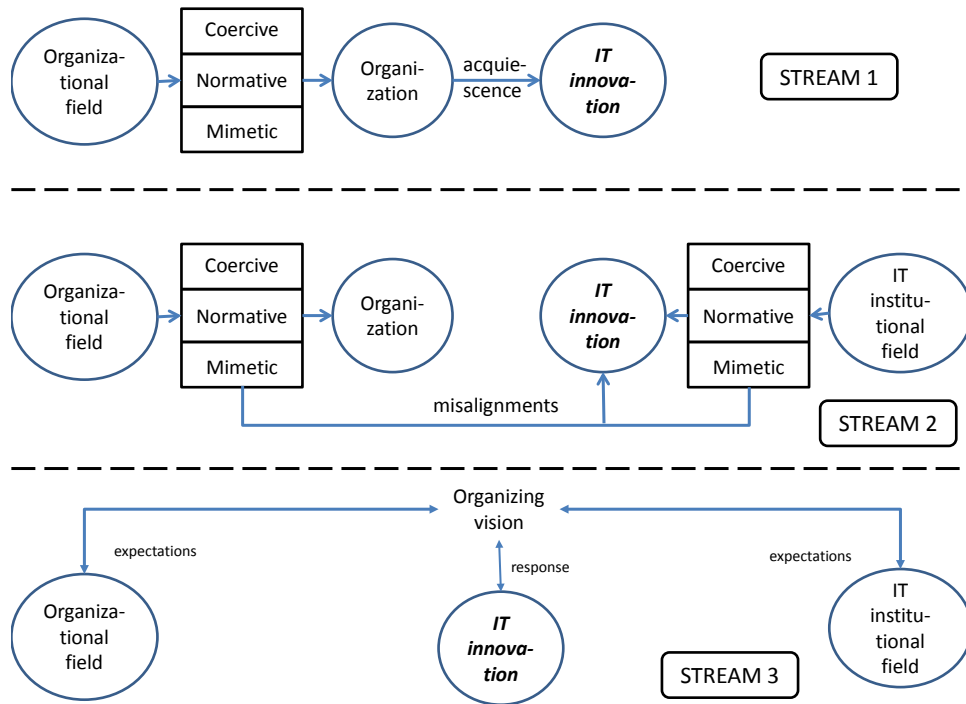 Organiza-
tional
field
Coercive
Normative
Mimetic
Organi-
zation
acquie-
scence
IT
innova-
tion
STREAM 1
Organiza-
tional
field
Coercive
Normative
Mimetic
Organi-
zation
IT
innova-
tion
Coercive
Normative
Mimetic
IT
institu-
tional
field
misalignments
STREAM 2
Organizing
vision
expectations
response
expectations
Organiza-
tional
field
IT
innova-
tion
IT
institu-
tional
field
STREAM 3